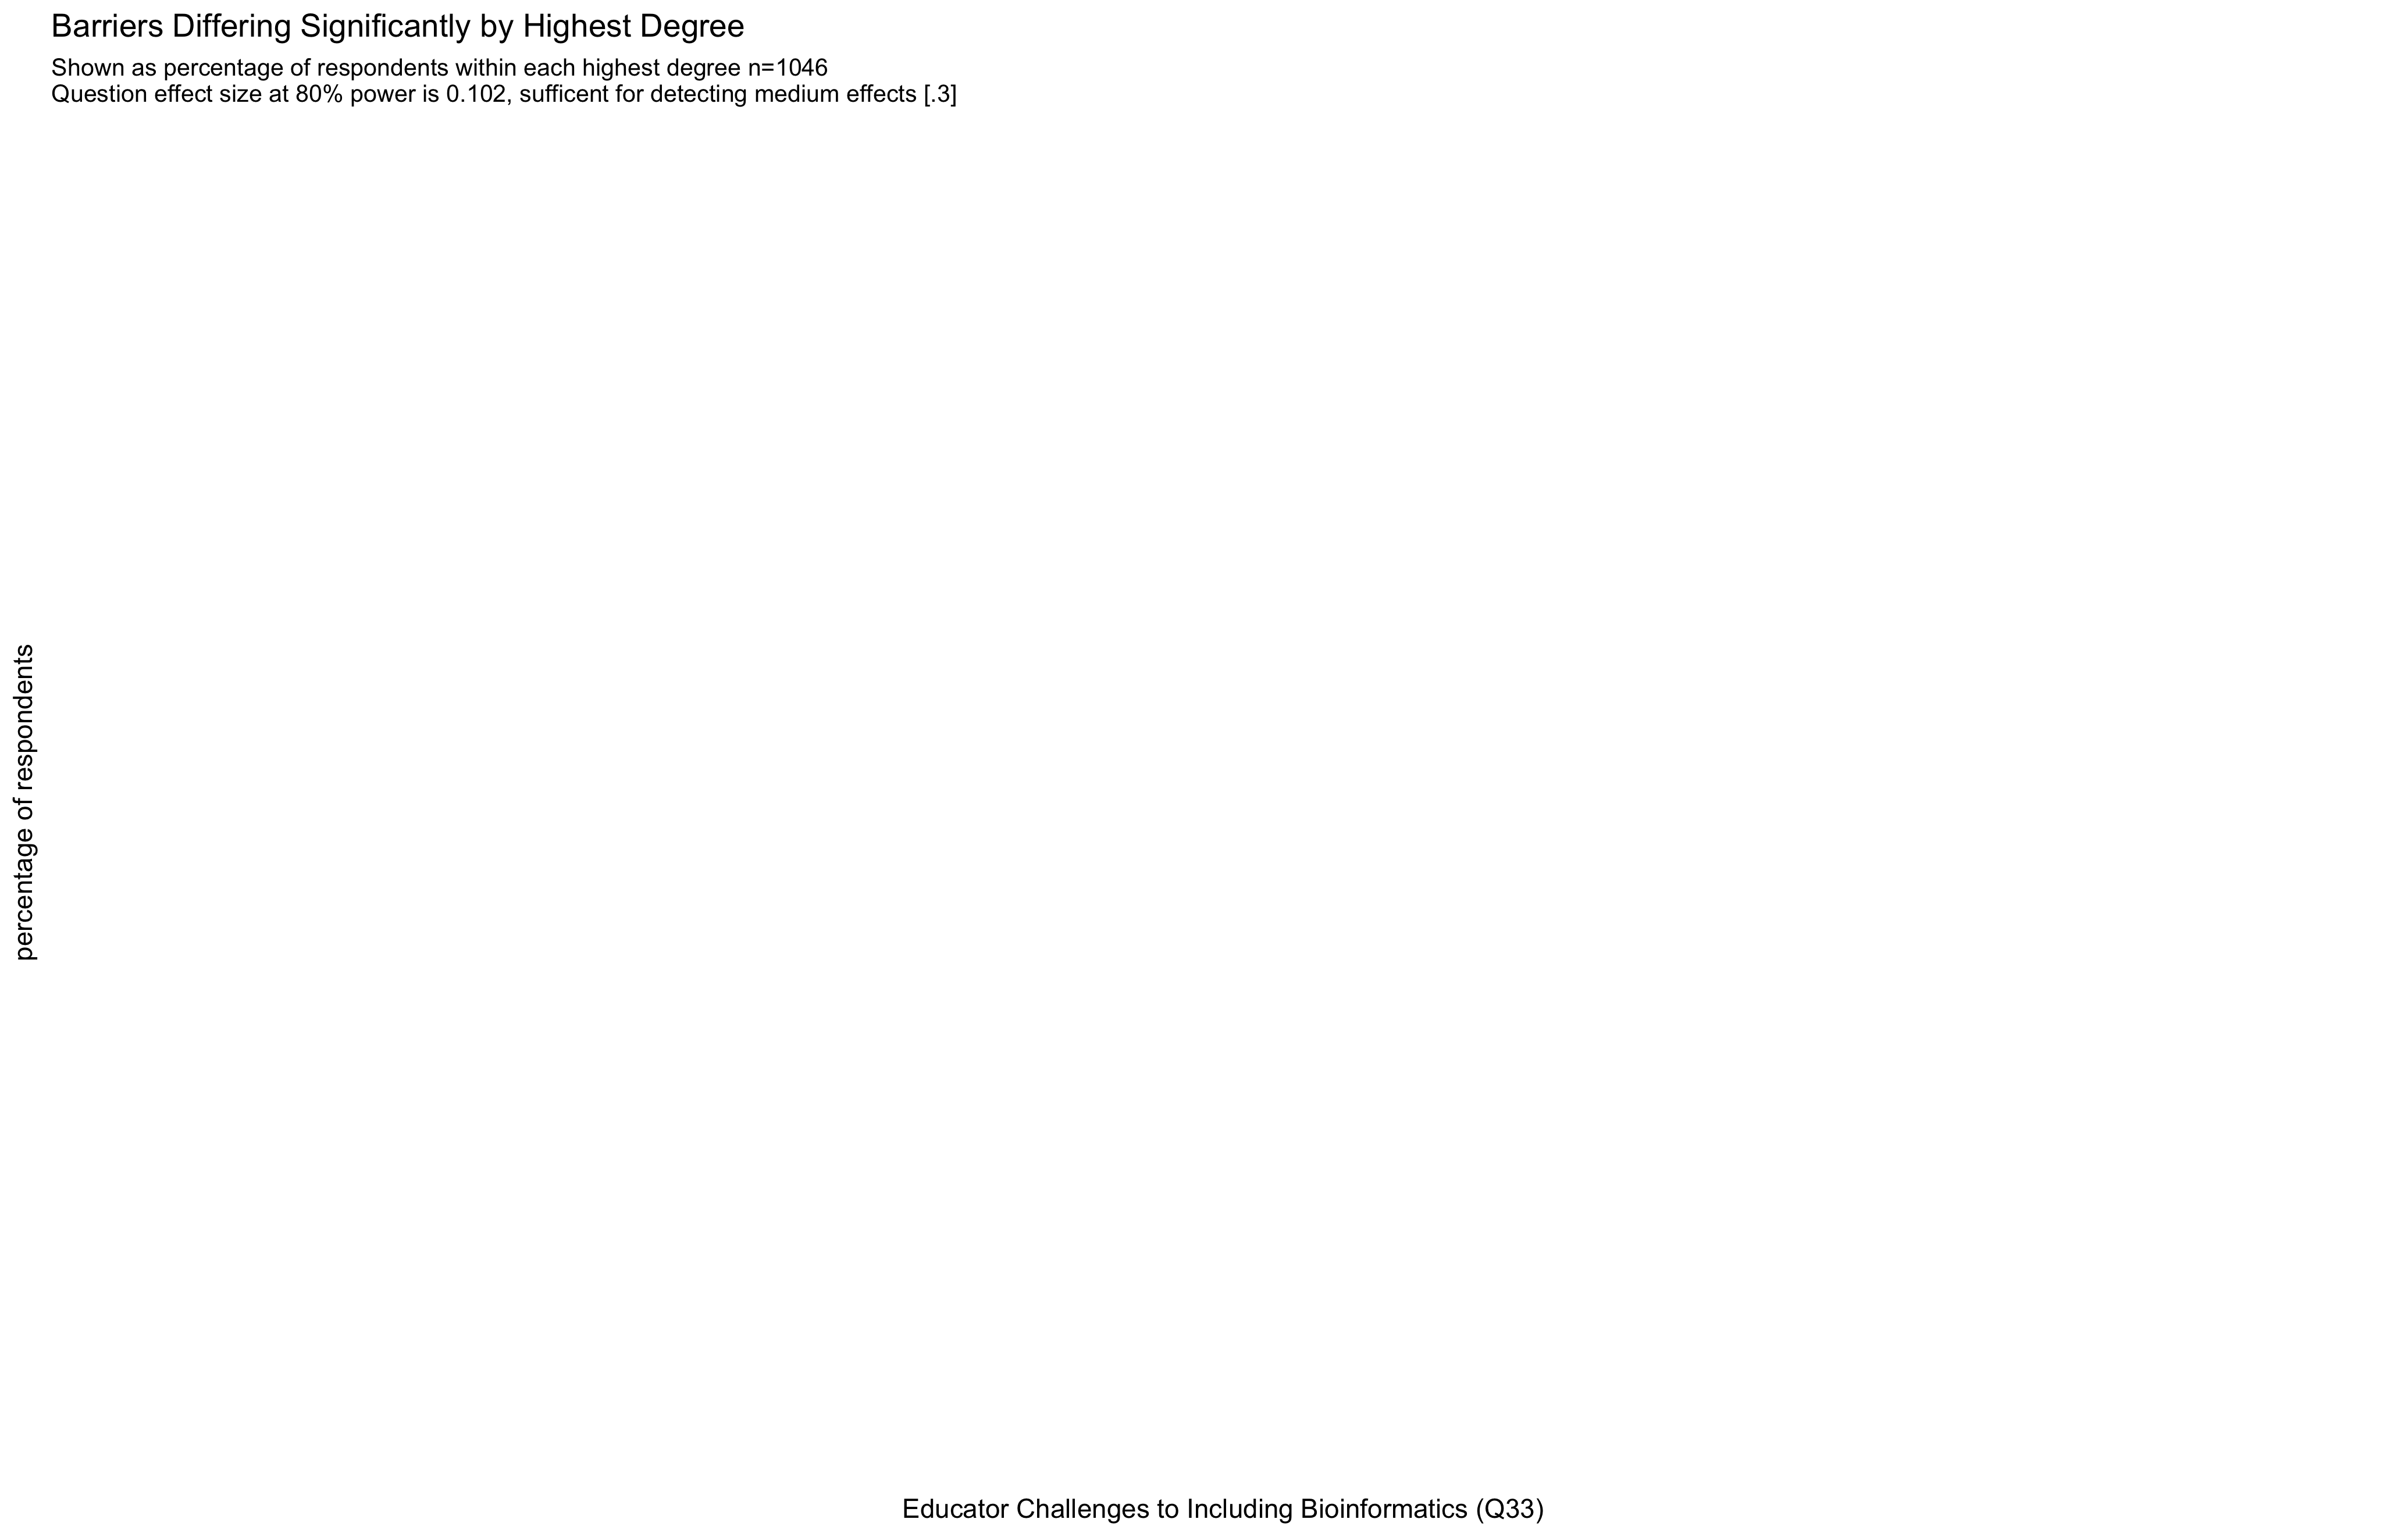 Barriers Differing Significantly by Highest Degree
Shown as percentage of respondents within each highest degree n=1046
Question effect size at 80% power is 0.102, sufficent for detecting medium effects [.3]
percentage of respondents
Educator Challenges to Including Bioinformatics (Q33)